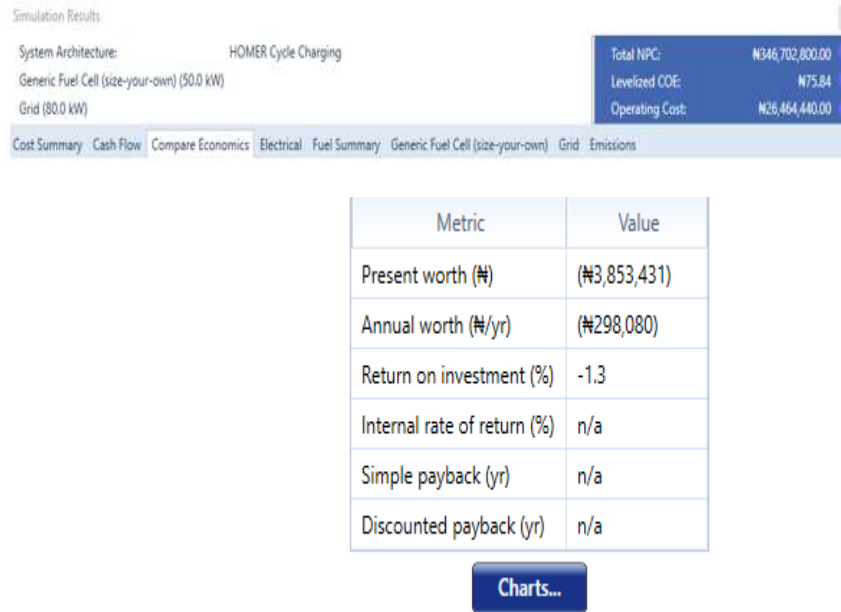 Simulation Results
System Architecture: HOMER Cycle Charging
Generic Fuel Cell (size-your-own) (50.0 kW)
Grid (80.0 kW)
Total NPC: ₦346,702,800.00
Levelized COE: ₦75.84
Operating Cost: ₦26,464,440.00
Cost Summary Cash Flow Compare Economics Electrical Fuel Summary Generic Fuel Cell (size-your-own) Grid Emissions
Metric Value
Present worth (₦) (₦3,853,431)
Annual worth (₦/yr) (₦298,080)
Return on investment (%) -1.3
Internal rate of return (%) n/a
Simple payback (yr) n/a
Discounted payback (yr) n/a
Charts...